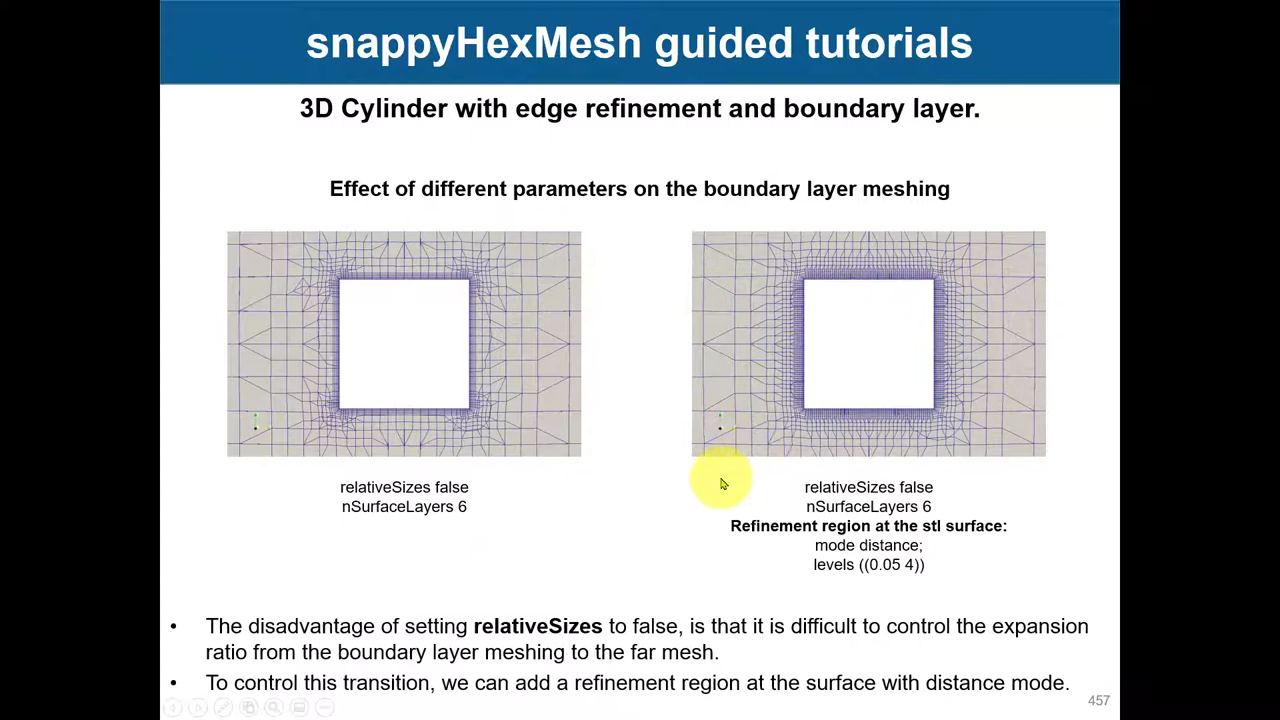 snappyHexMesh guided tutorials
3D Cylinder with edge refinement and boundary layer.
Effect of different parameters on the boundary layer meshing
relativeSizes false
nSurfaceLayers 6
relativeSizes false
nSurfaceLayers 6
Refinement region at the stl surface:
mode distance;
levels ((0.05 4))
• The disadvantage of setting relativeSizes to false, is that it is difficult to control the expansion
ratio from the boundary layer meshing to the far mesh.
• To control this transition, we can add a refinement region at the surface with distance mode.
457